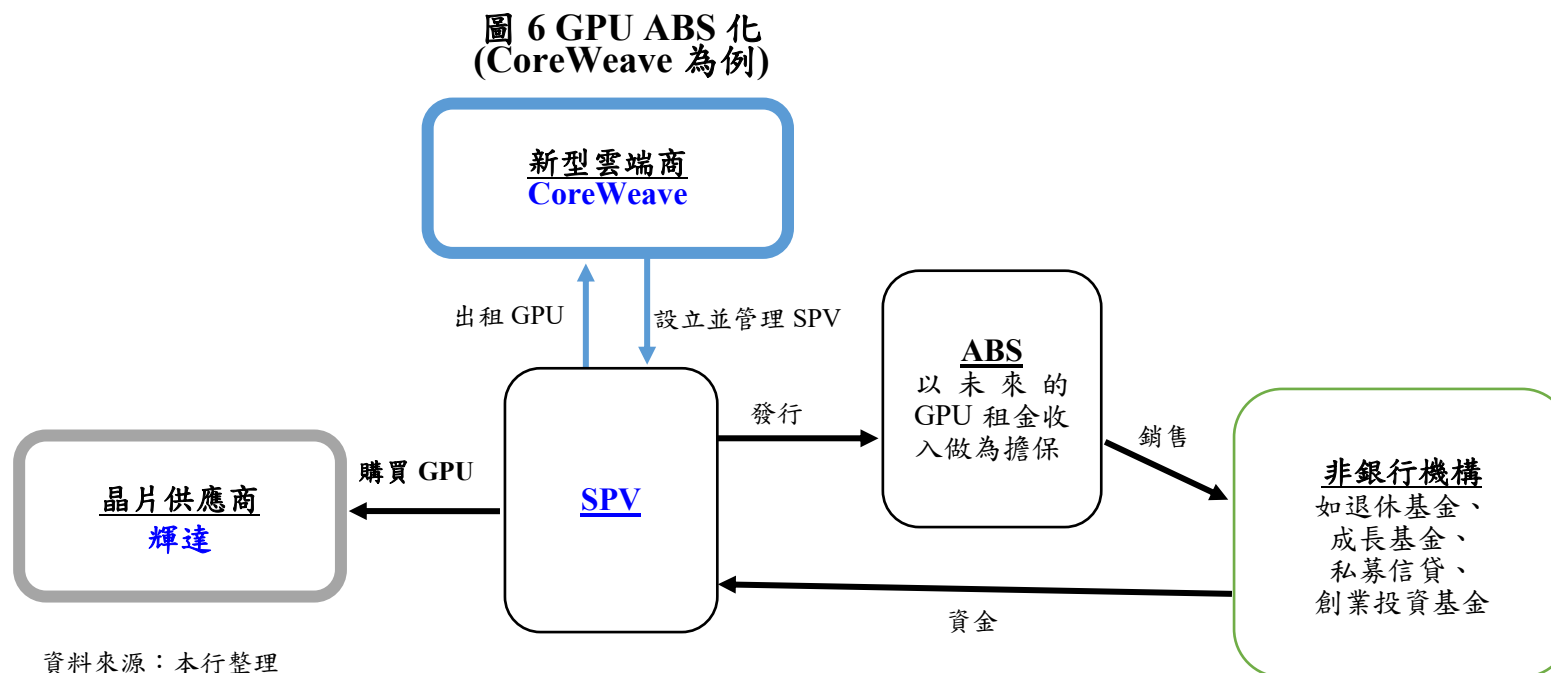 圖 6 GPU ABS 化
(CoreWeave 為例)
新型雲端商
CoreWeave
出租 GPU
設立並管理 SPV
ABS
以未來的
GPU 租金收
入做為擔保
發行
銷售
購買 GPU
晶片供應商
輝達
SPV
非銀行機構
如退休基金、
成長基金、
私募信貸、
創業投資基金
資金
資料來源：本行整理